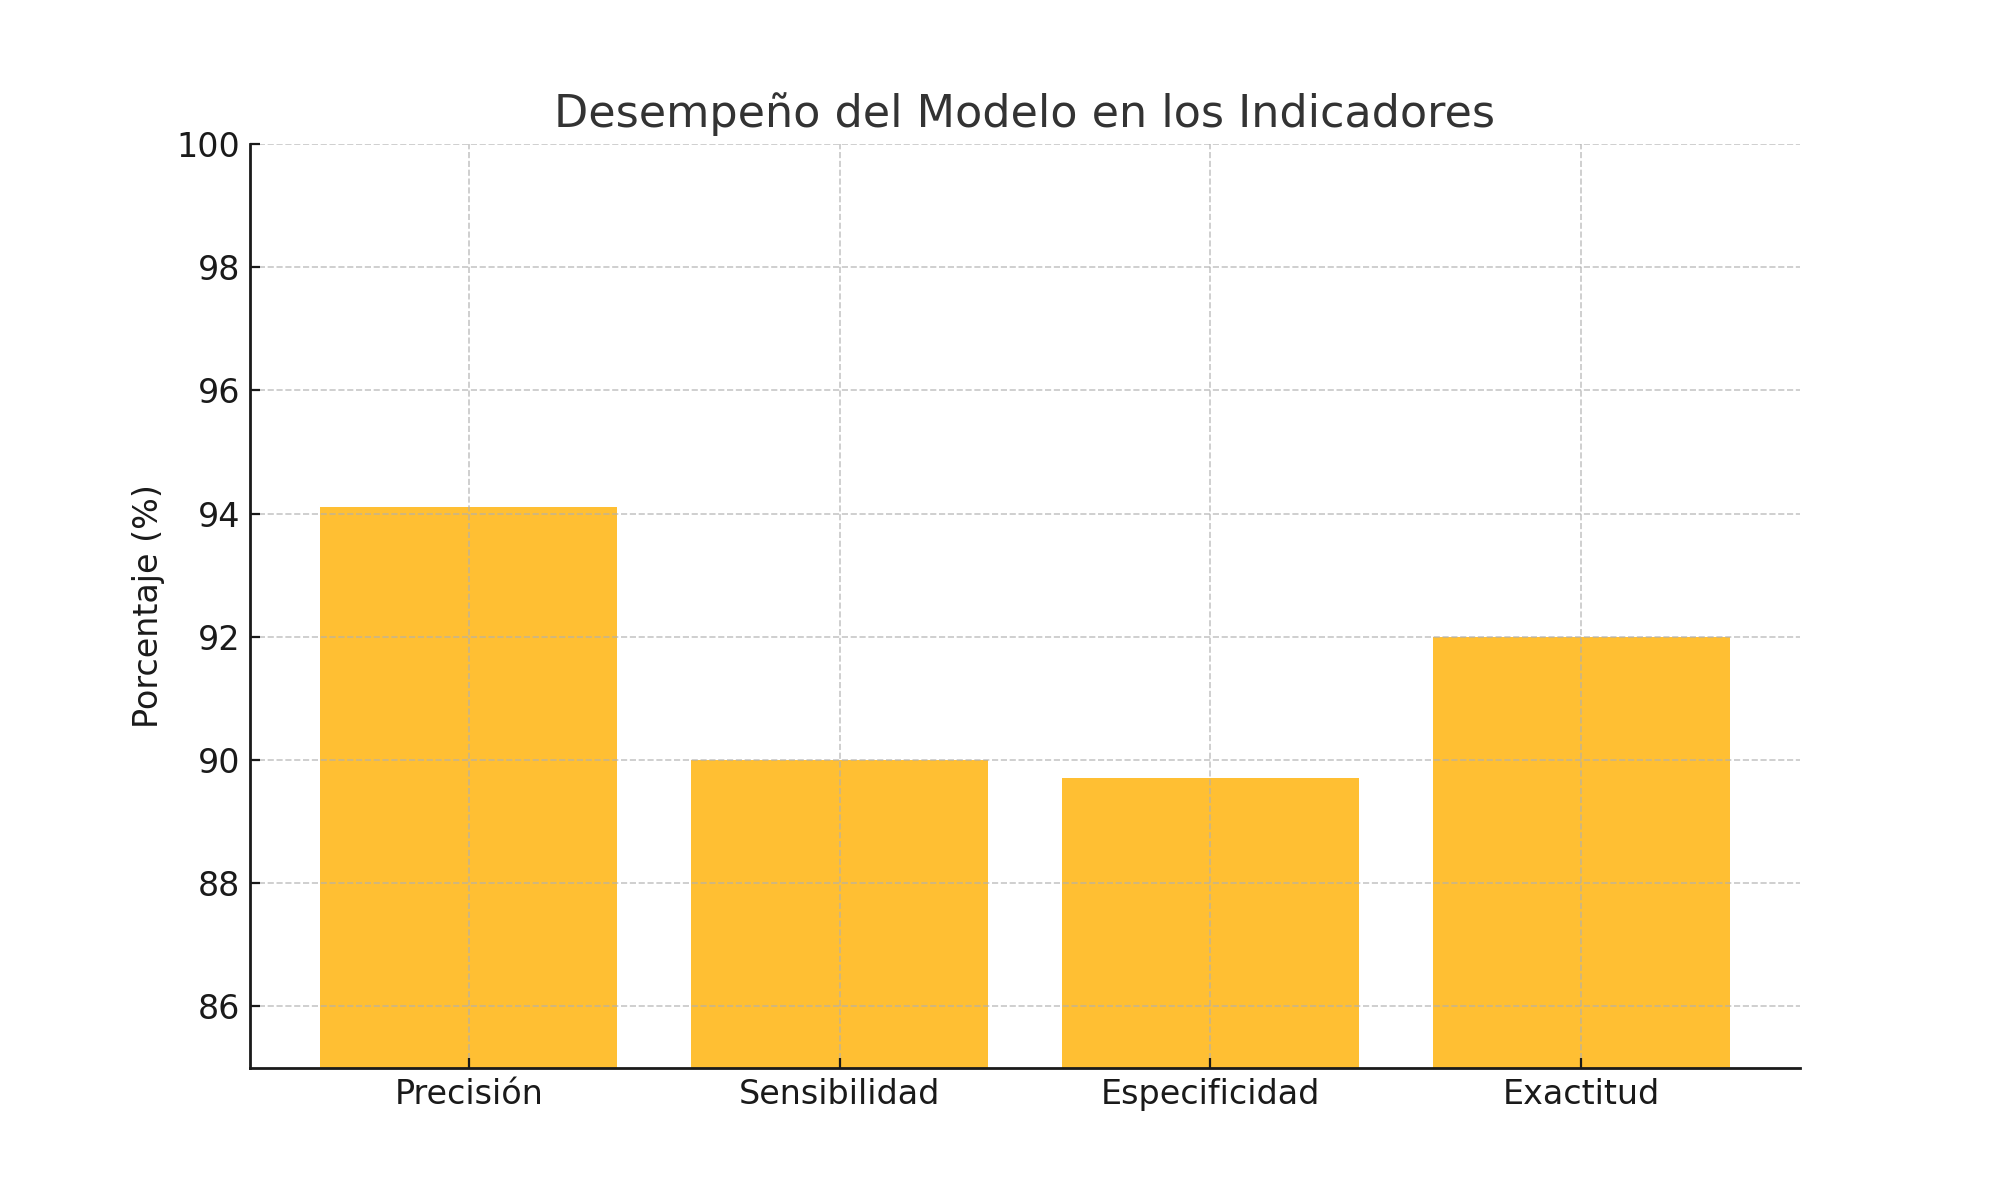 Desempeño del Modelo en los Indicadores
Porcentaje (%)
100
98
96
94
92
90
88
86
Precisión Sensibilidad Especificidad Exactitud